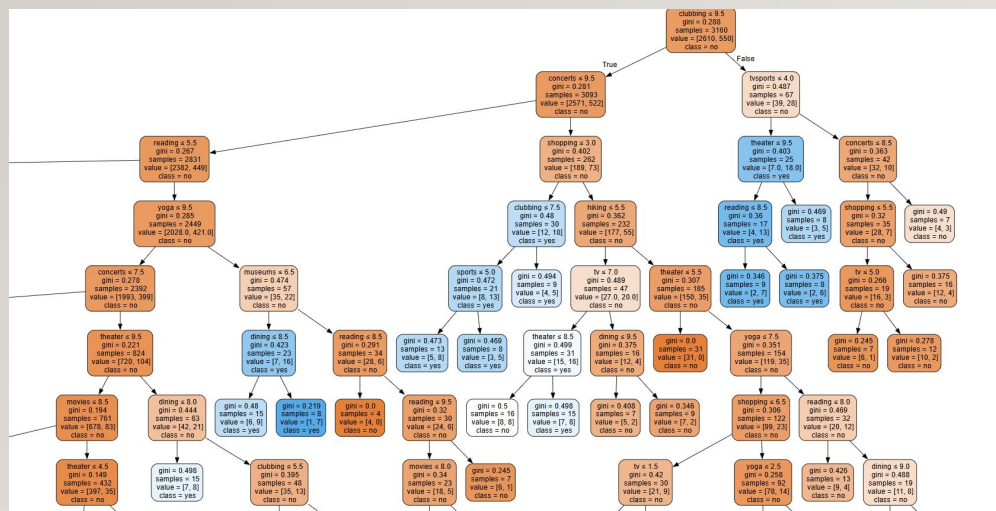 clubbing ≤ 9.5
gini = 0.288
samples = 3160
value = [2610, 550]
class = no
True
False
concerts ≤ 9.5
gini = 0.281
samples = 3093
value = [2571, 522]
class = no
tvsports ≤ 4.0
gini = 0.487
samples = 67
value = [39, 28]
class = no
reading ≤ 5.5
gini = 0.267
samples = 2831
value = [2382, 449]
class = no
shopping ≤ 3.0
gini = 0.402
samples = 262
value = [189, 73]
class = no
theater ≤ 9.5
gini = 0.403
samples = 25
value = [7.0, 18.0]
class = yes
concerts ≤ 8.5
gini = 0.363
samples = 42
value = [32, 10]
class = no
yoga ≤ 9.5
gini = 0.285
samples = 2449
value = [2028.0, 421.0]
class = no
clubbing ≤ 7.5
gini = 0.48
samples = 30
value = [12, 18]
class = yes
hiking ≤ 5.5
gini = 0.362
samples = 232
value = [177, 55]
class = no
reading ≤ 8.5
gini = 0.36
samples = 17
value = [4, 13]
class = yes
gini = 0.469
samples = 8
value = [3, 5]
class = yes
shopping ≤ 5.5
gini = 0.32
samples = 35
value = [28, 7]
class = no
gini = 0.49
samples = 7
value = [4, 3]
class = no
concerts ≤ 7.5
gini = 0.278
samples = 2392
value = [1993, 399]
class = no
museums ≤ 6.5
gini = 0.474
samples = 57
value = [35, 22]
class = no
sports ≤ 5.0
gini = 0.472
samples = 21
value = [8, 13]
class = yes
gini = 0.494
samples = 9
value = [4, 5]
class = yes
tv ≤ 7.0
gini = 0.489
samples = 47
value = [27.0, 20.0]
class = no
theater ≤ 5.5
gini = 0.307
samples = 185
value = [150, 35]
class = no
gini = 0.346
samples = 9
value = [2, 7]
class = yes
gini = 0.375
samples = 8
value = [2, 6]
class = yes
tv ≤ 5.0
gini = 0.266
samples = 19
value = [16, 3]
class = no
gini = 0.375
samples = 16
value = [12, 4]
class = no
theater ≤ 9.5
gini = 0.221
samples = 824
value = [720, 104]
class = no
dining ≤ 8.5
gini = 0.423
samples = 23
value = [7, 16]
class = yes
reading ≤ 8.5
gini = 0.291
samples = 34
value = [28, 6]
class = no
gini = 0.473
samples = 13
value = [5, 8]
class = yes
gini = 0.469
samples = 8
value = [3, 5]
class = yes
theater ≤ 8.5
gini = 0.499
samples = 31
value = [15, 16]
class = yes
dining ≤ 9.5
gini = 0.375
samples = 16
value = [12, 4]
class = no
gini = 0.0
samples = 31
value = [31, 0]
class = no
yoga ≤ 7.5
gini = 0.351
samples = 154
value = [119, 35]
class = no
gini = 0.245
samples = 7
value = [6, 1]
class = no
gini = 0.278
samples = 12
value = [10, 2]
class = no
movies ≤ 8.5
gini = 0.194
samples = 761
value = [678, 83]
class = no
dining ≤ 8.0
gini = 0.444
samples = 63
value = [42, 21]
class = no
gini = 0.48
samples = 15
value = [6, 9]
class = yes
gini = 0.219
samples = 8
value = [1, 7]
class = yes
gini = 0.0
samples = 4
value = [4, 0]
class = no
reading ≤ 9.5
gini = 0.32
samples = 30
value = [24, 6]
class = no
gini = 0.5
samples = 16
value = [8, 8]
class = no
gini = 0.498
samples = 15
value = [7, 8]
class = yes
gini = 0.408
samples = 7
value = [5, 2]
class = no
gini = 0.346
samples = 9
value = [7, 2]
class = no
shopping ≤ 6.5
gini = 0.306
samples = 122
value = [99, 23]
class = no
reading ≤ 8.0
gini = 0.469
samples = 32
value = [20, 12]
class = no
theater ≤ 4.5
gini = 0.149
samples = 432
value = [397, 35]
class = no
gini = 0.498
samples = 15
value = [7, 8]
class = yes
clubbing ≤ 5.5
gini = 0.395
samples = 48
value = [35, 13]
class = no
movies ≤ 8.0
gini = 0.34
samples = 23
value = [18, 5]
class = no
gini = 0.245
samples = 7
value = [6, 1]
class = no
tv ≤ 1.5
gini = 0.42
samples = 30
value = [21, 9]
class = no
yoga ≤ 2.5
gini = 0.258
samples = 92
value = [78, 14]
class = no
gini = 0.426
samples = 13
value = [9, 4]
class = no
dining ≤ 9.0
gini = 0.488
samples = 19
value = [11, 8]
class = no